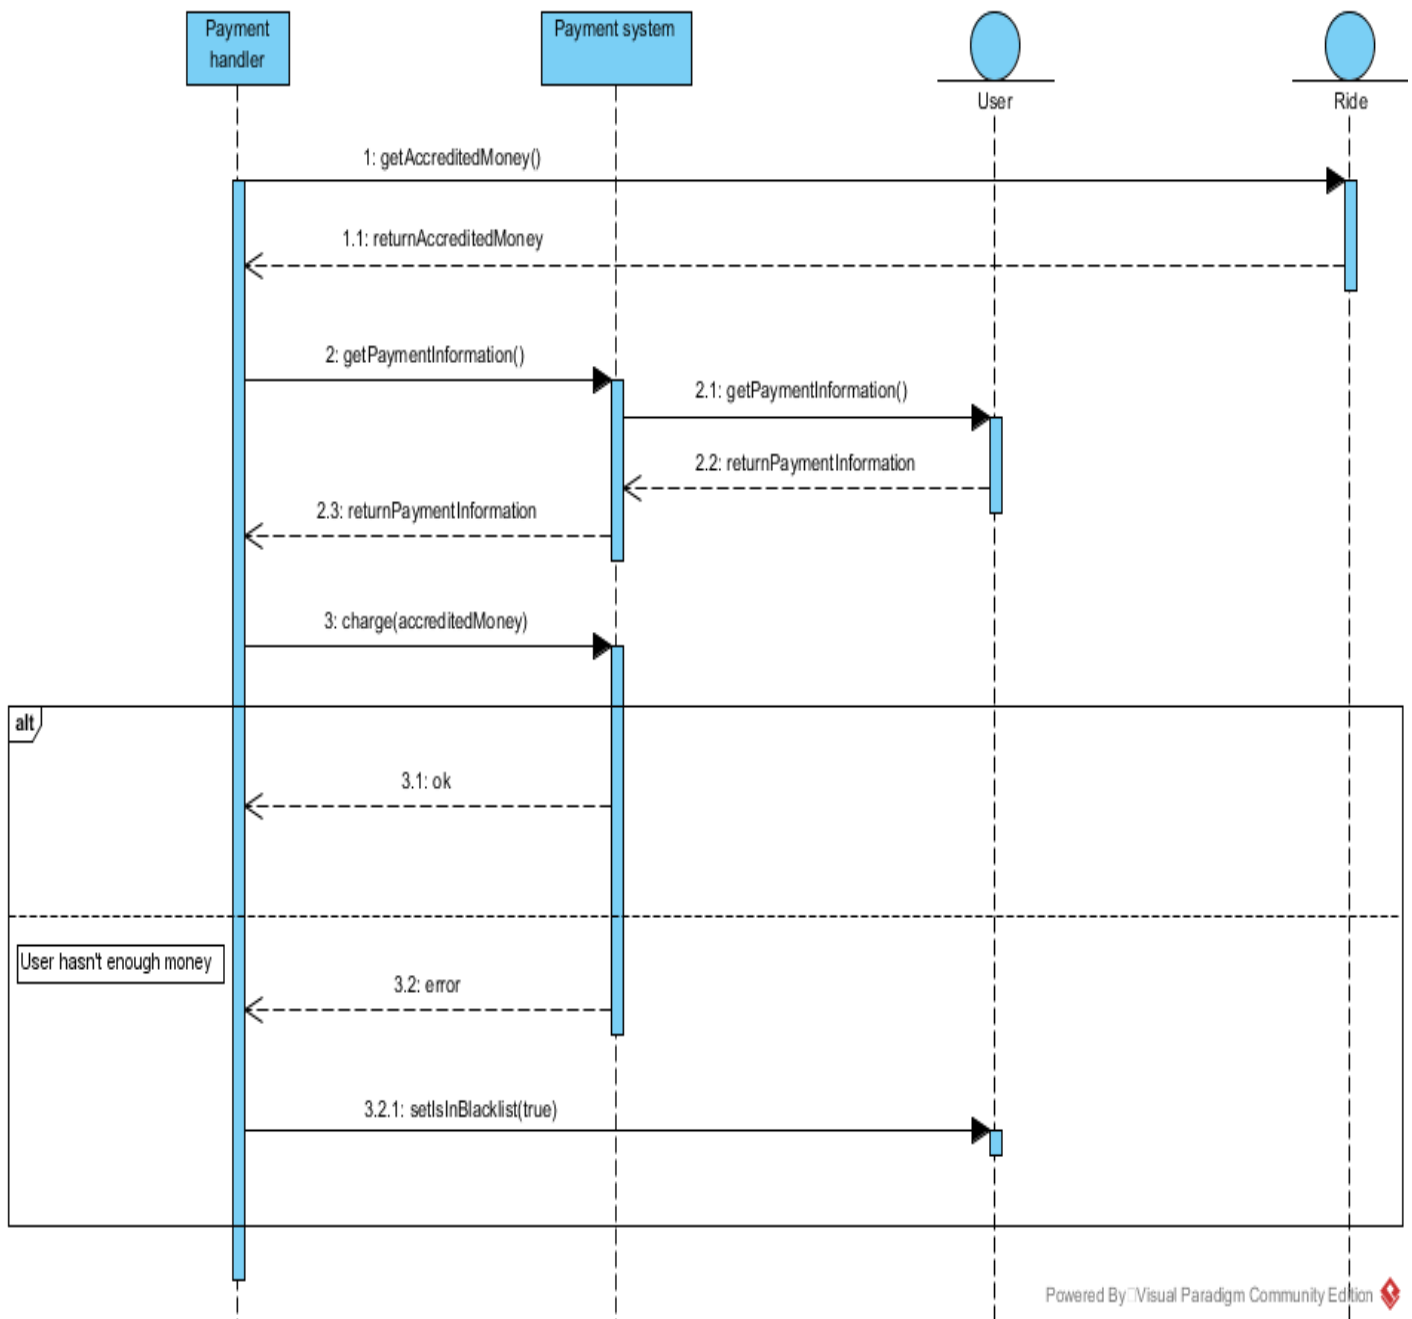 Payment
handler
Payment system
User
Ride
1: getAccreditedMoney()
1.1: returnAccreditedMoney
2: getPaymentInformation()
2.1: getPaymentInformation()
2.2: returnPaymentInformation
2.3: returnPaymentInformation
3: charge(accreditedMoney)
alt
3.1: ok
User hasn't enough money
3.2: error
3.2.1: setIsInBlacklist(true)
Powered By□Visual Paradigm Community Edition